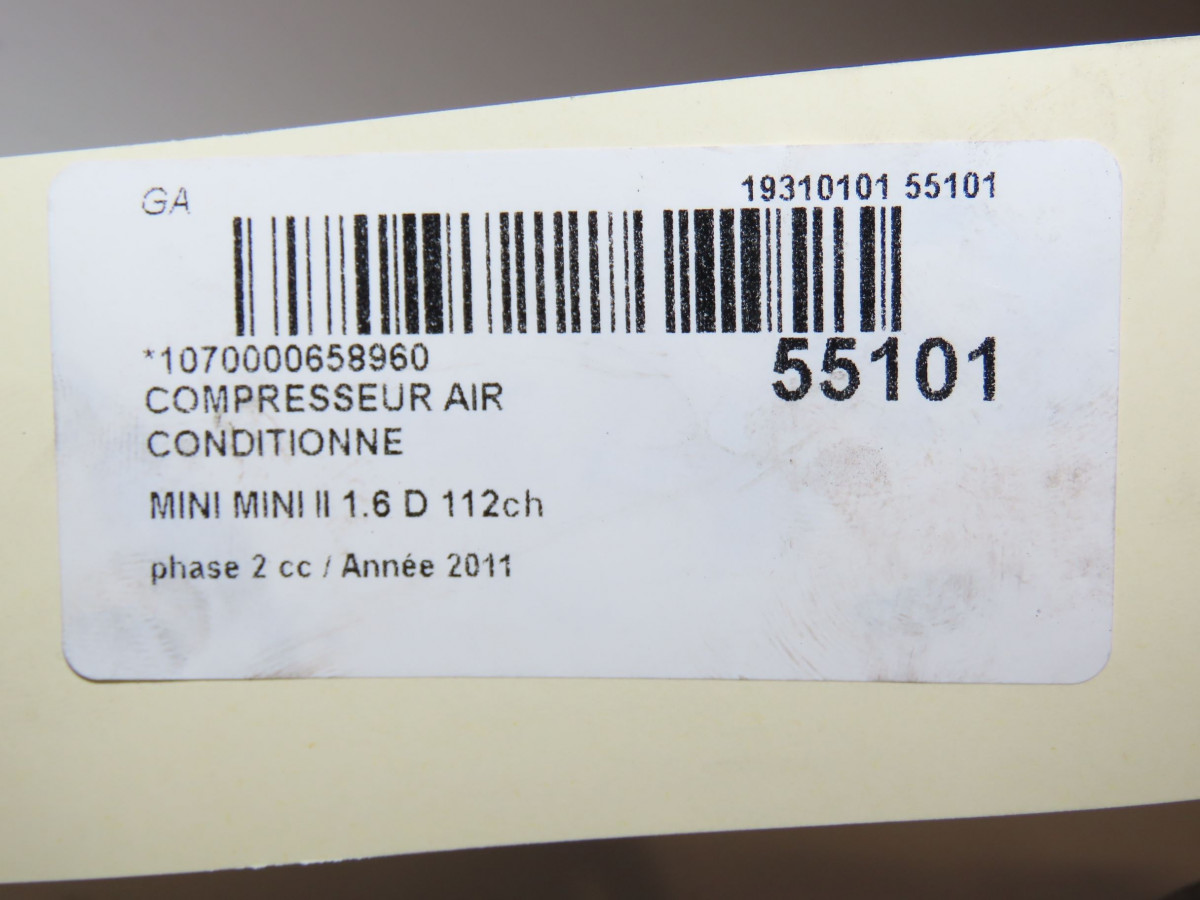 GA
19310101 55101
*1070000658960
55101
COMPRESSEUR AIR
CONDITIONNE
MINI MINI II 1.6 D 112ch
phase 2 cc / Année 2011